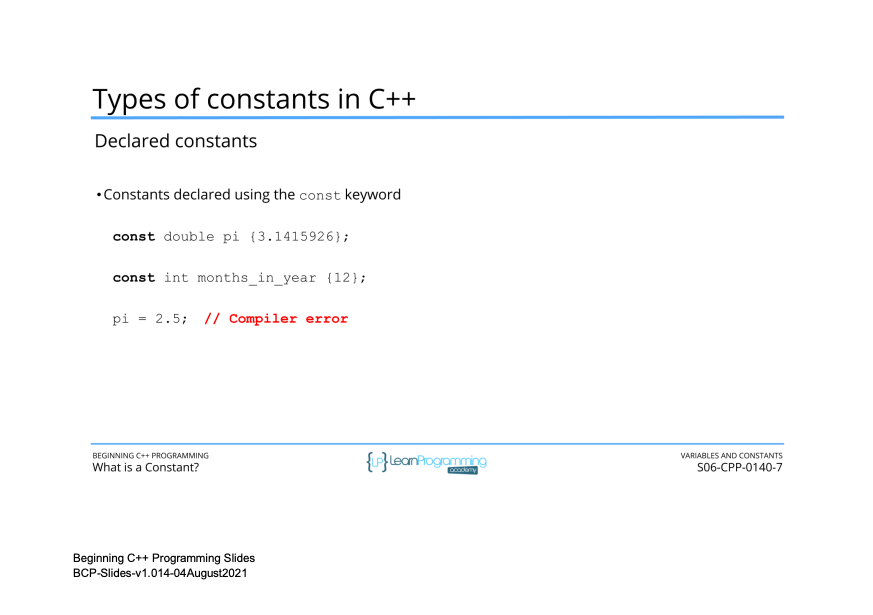 Types of constants in C++
Declared constants
• Constants declared using the const keyword
const double pi {3.1415926};
const int months_in_year {12};
pi = 2.5;  // Compiler error
BEGINNING C++ PROGRAMMING
What is a Constant?
{LP} LearnProgramming
academy
VARIABLES AND CONSTANTS
S06-CPP-0140-7
Beginning C++ Programming Slides
BCP-Slides-v1.014-04August2021